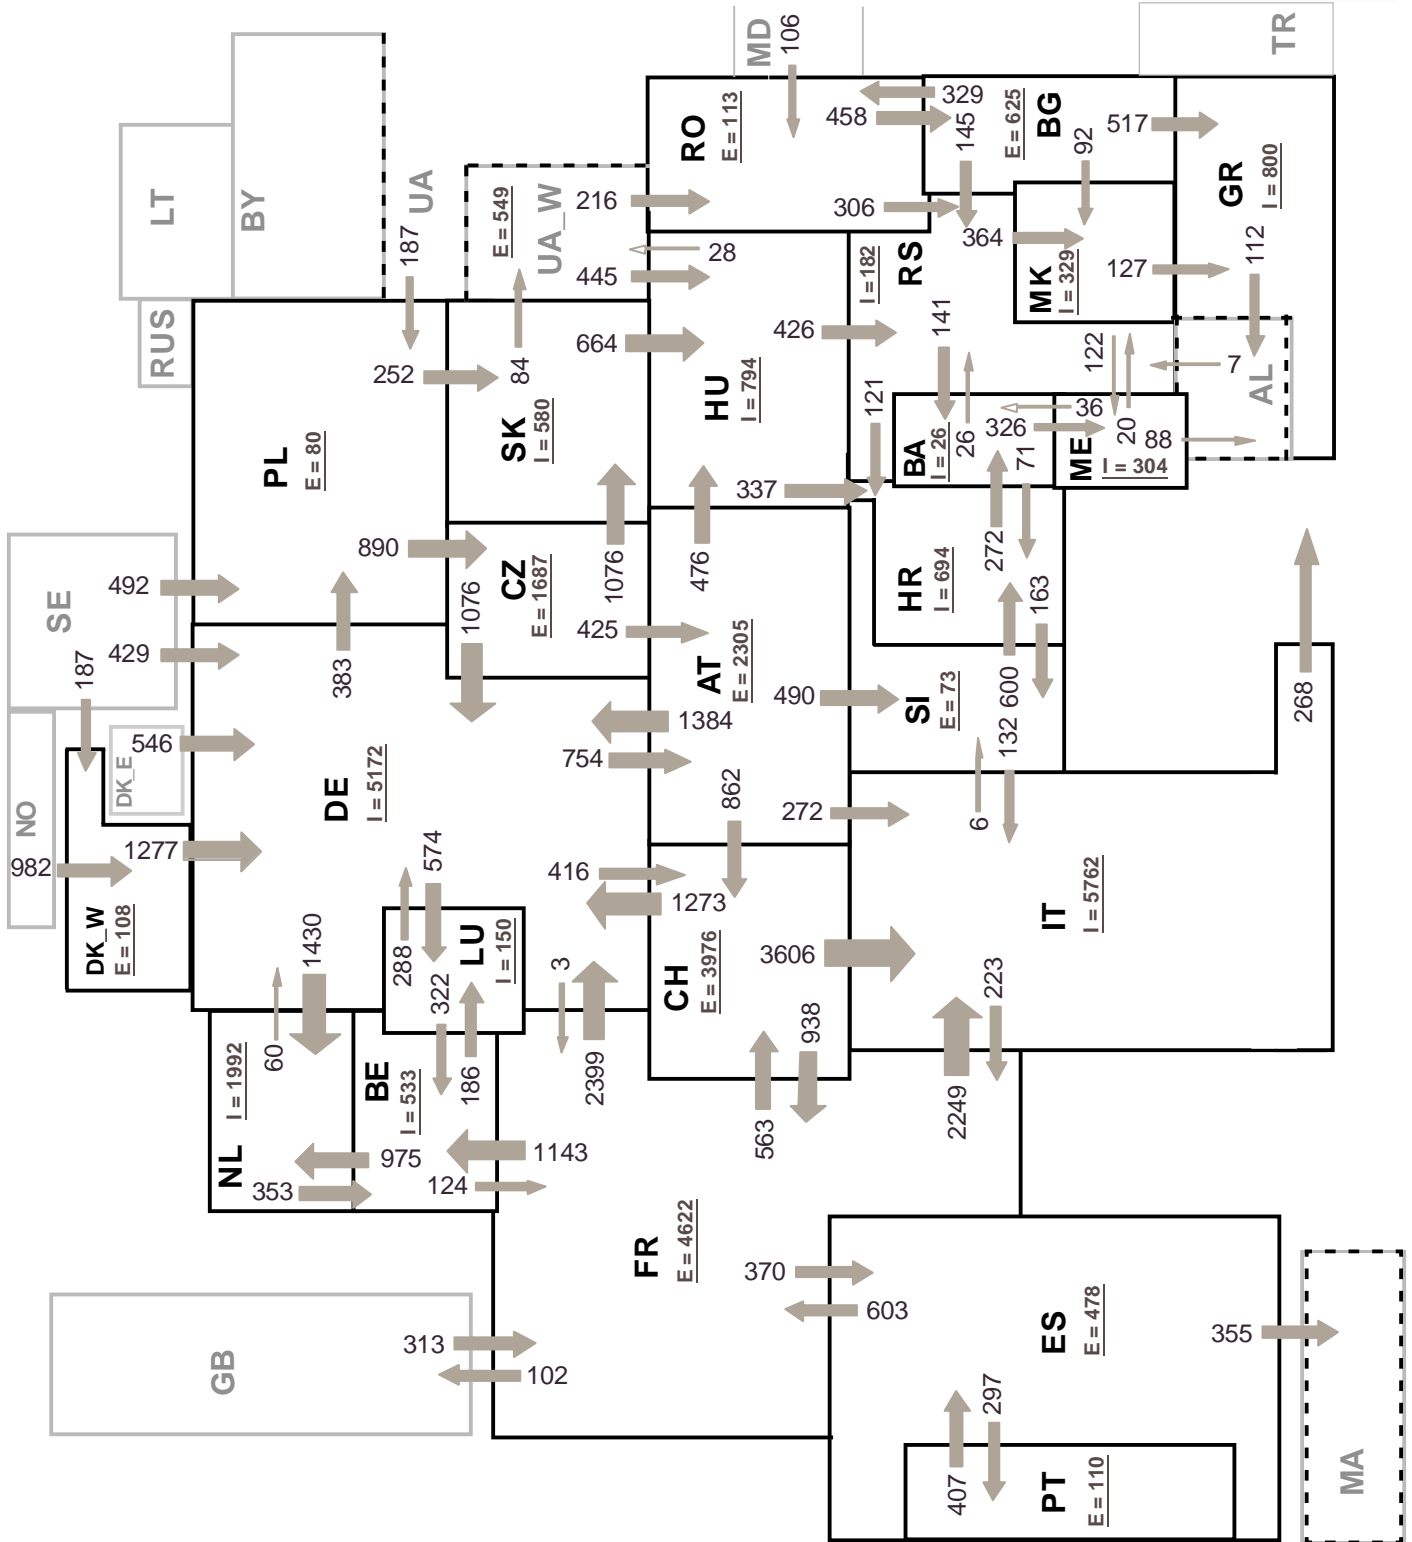 MD
106
TR
LT
BY
UA
187
RUS
E = 549
UA_W
216
28
445
RO
E = 113
458
329
145
E = 625
BG
92
517
GR
I = 800
306
364
112
I = 182
RS
MK
I = 329
127
122
7
AL
PL
E = 80
252
84
SK
I = 580
664
HU
I = 794
426
141
121
BA
I = 26
26
36
326
71
ME
20
88
I = 304
337
SE
492
429
187
890
1076
CZ
E = 1687
1076
476
425
383
HR
I = 694
272
163
AT
E = 2305
1384
754
490
SI
E = 73
132
600
268
NO
982
DK_E
546
1277
DK_W
E = 108
DE
I = 5172
862
272
6
574
416
1273
288
LU
I = 150
322
3
CH
E = 3976
3606
IT
I = 5762
1430
60
2399
938
563
223
2249
NL
I = 1992
BE
I = 533
186
975
353
1143
124
FR
E = 4622
370
603
GB
313
102
ES
E = 478
355
MA
407
297
PT
E = 110